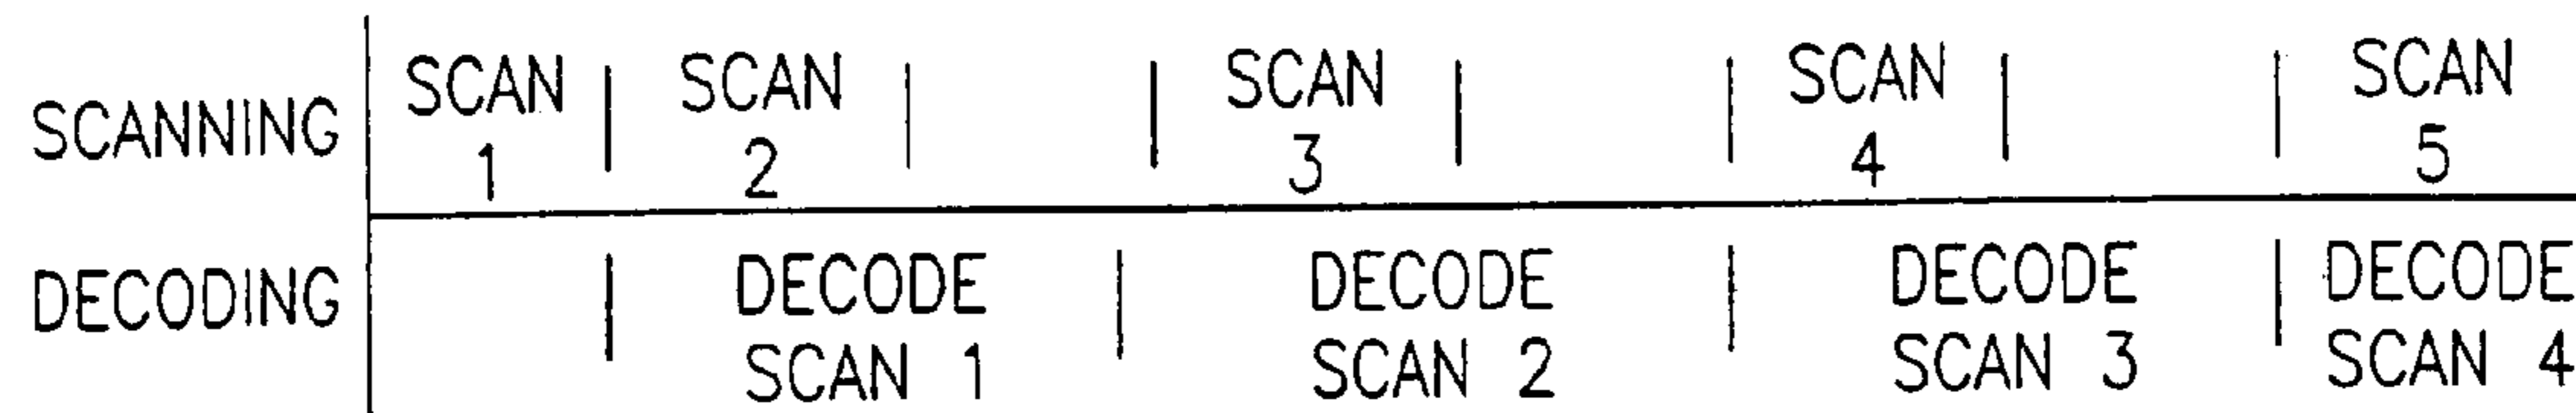 SCANNING
SCAN
1
SCAN
2
SCAN
3
SCAN
4
SCAN
5
DECODING
DECODE
SCAN 1
DECODE
SCAN 2
DECODE
SCAN 3
DECODE
SCAN 4